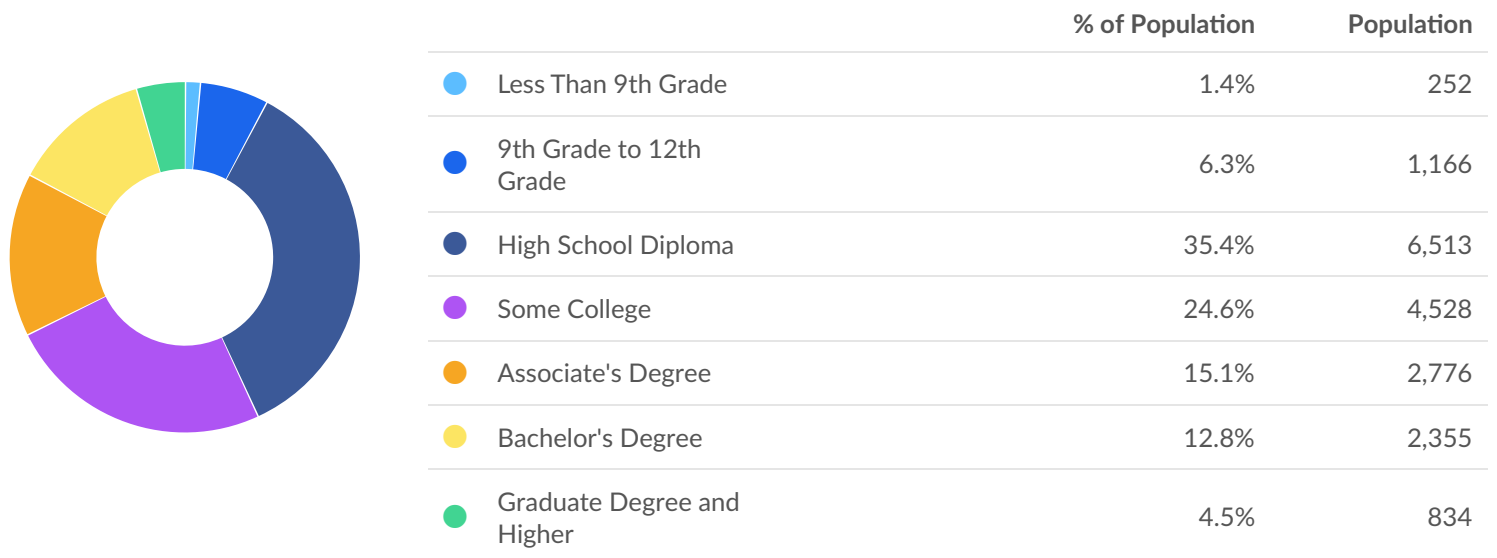 % of Population Population
Less Than 9th Grade 1.4% 252
9th Grade to 12th
Grade 6.3% 1,166
High School Diploma 35.4% 6,513
Some College 24.6% 4,528
Associate's Degree 15.1% 2,776
Bachelor's Degree 12.8% 2,355
Graduate Degree and
Higher 4.5% 834